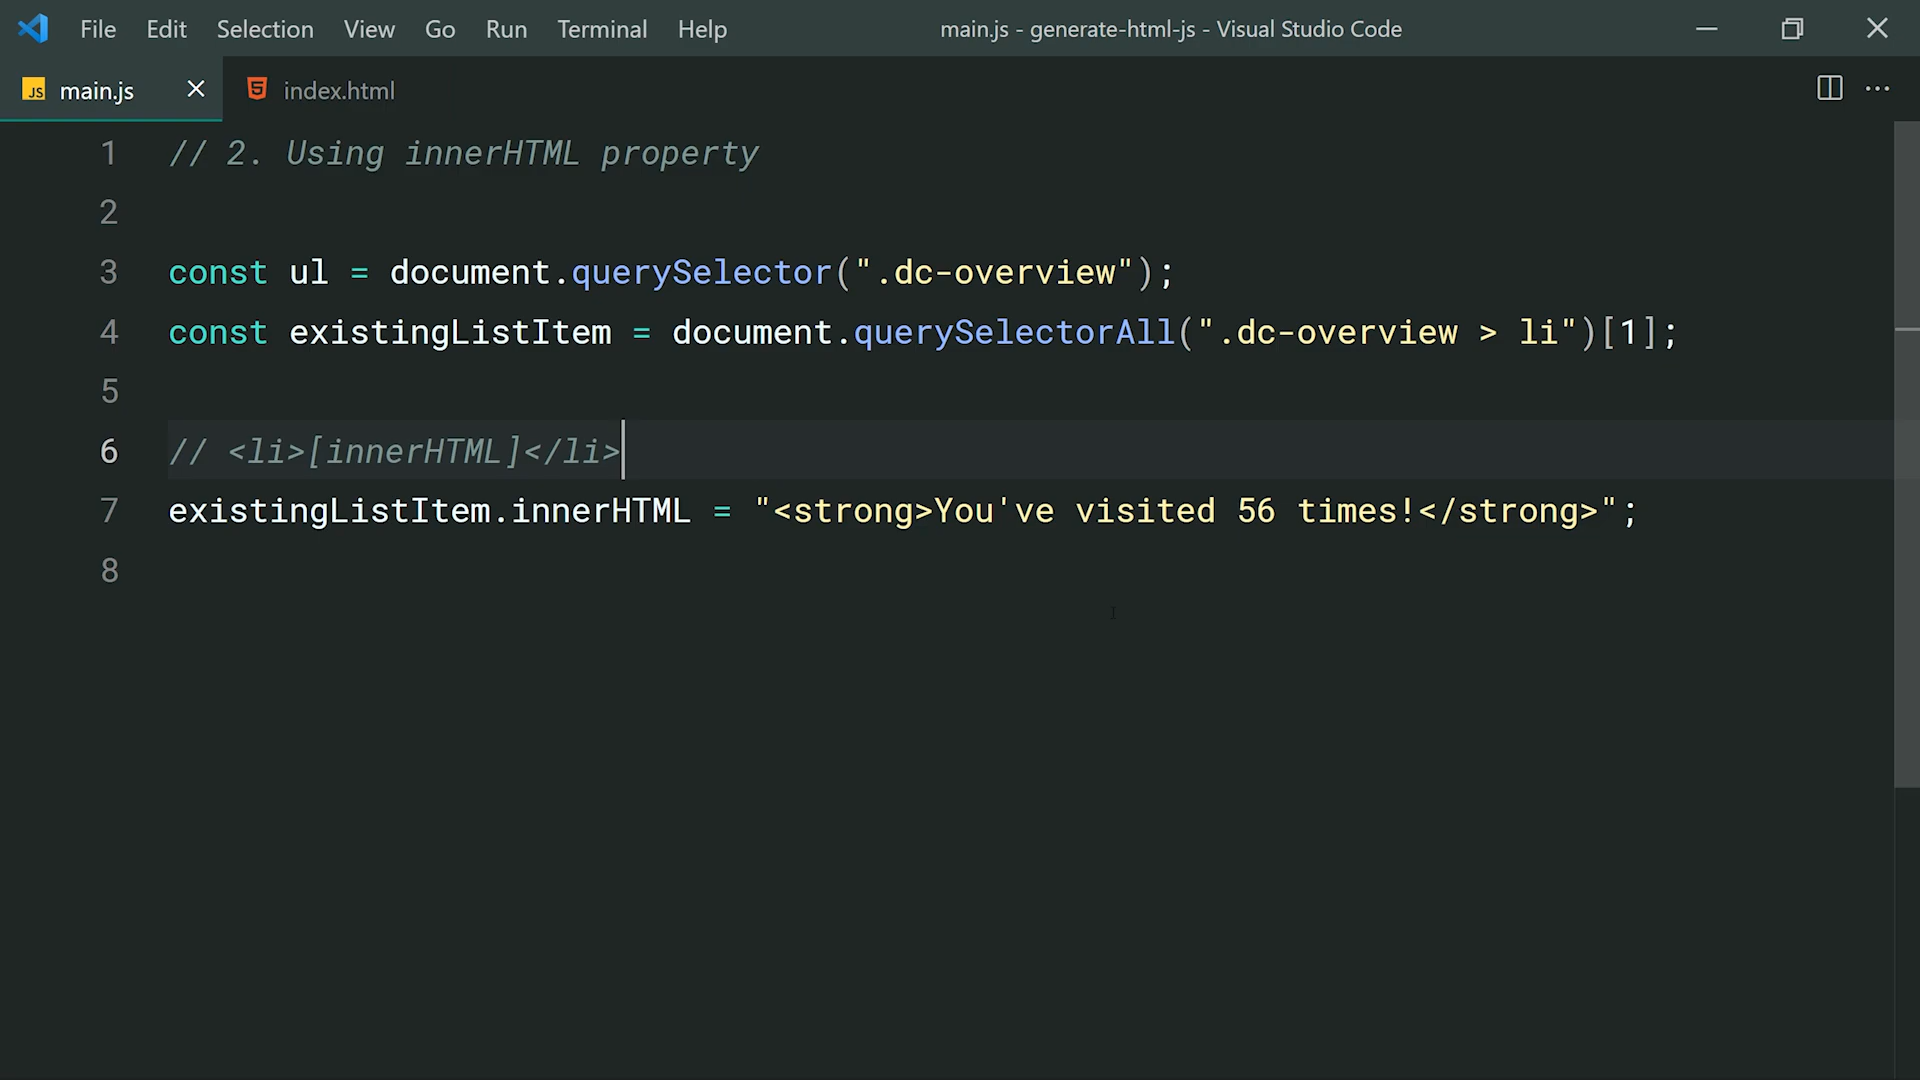 File Edit Selection View Go Run Terminal Help main.js - generate-html-js - Visual Studio Code
JS main.js index.html
1 // 2. Using innerHTML property
2
3 const ul = document.querySelector(".dc-overview");
4 const existingListItem = document.querySelectorAll(".dc-overview > li")[1];
5
6 // <li>[innerHTML]</li>
7 existingListItem.innerHTML = "<strong>You've visited 56 times!</strong>";
8